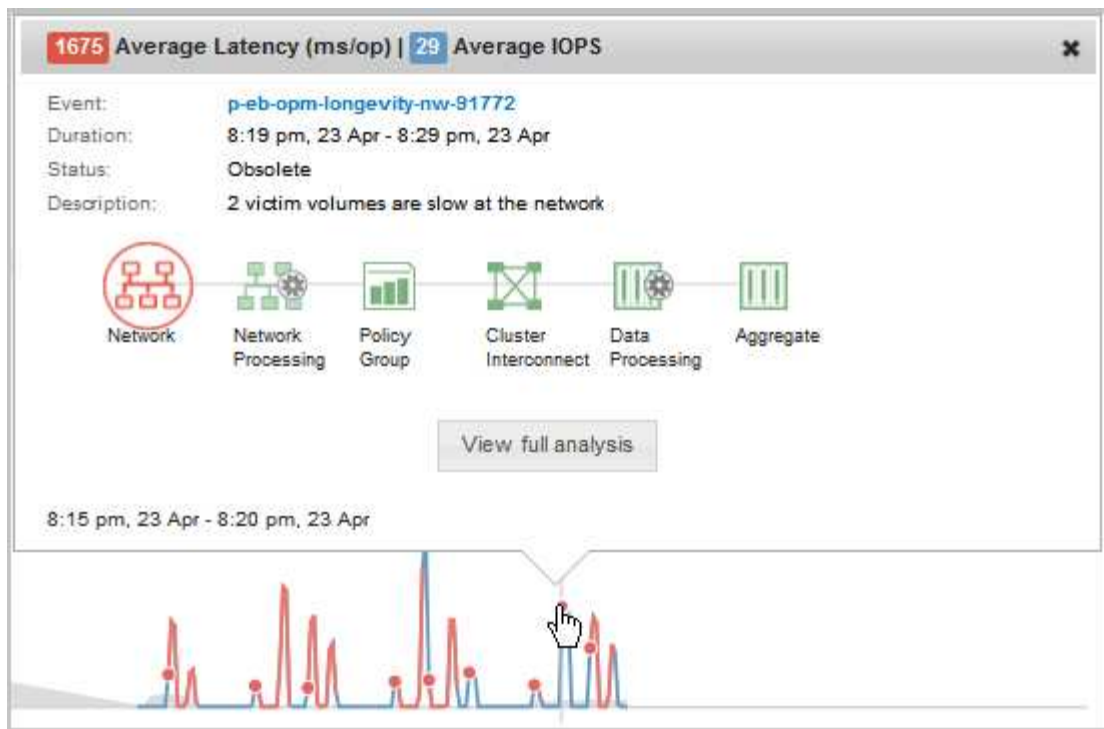 1675 Average Latency (ms/op) | 29 Average IOPS
Event: p-eb-opm-longevity-nw-91772
Duration: 8:19 pm, 23 Apr - 8:29 pm, 23 Apr
Status: Obsolete
Description: 2 victim volumes are slow at the network
Network Network Policy Cluster Data Aggregate
Processing Group Interconnect Processing
View full analysis
8:15 pm, 23 Apr - 8:20 pm, 23 Apr